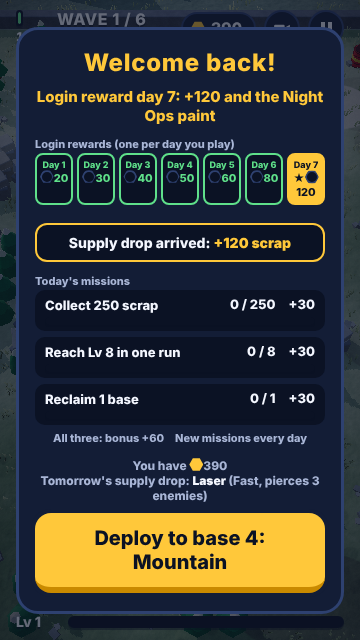 WAVE 1 / 6
390
Welcome back!
Login reward day 7: +120 and the Night
Ops paint
Login rewards (one per day you play)
Day 1 Day 2 Day 3 Day 4 Day 5 Day 6 Day 7
20 30 40 50 60 80 ★
120
Supply drop arrived: +120 scrap
Today's missions
Collect 250 scrap 0 / 250 +30
Reach Lv 8 in one run 0 / 8 +30
Reclaim 1 base 0 / 1 +30
All three: bonus +60 New missions every day
You have 390
Tomorrow's supply drop: Laser (Fast, pierces 3
enemies)
Deploy to base 4:
Mountain
Lv 1